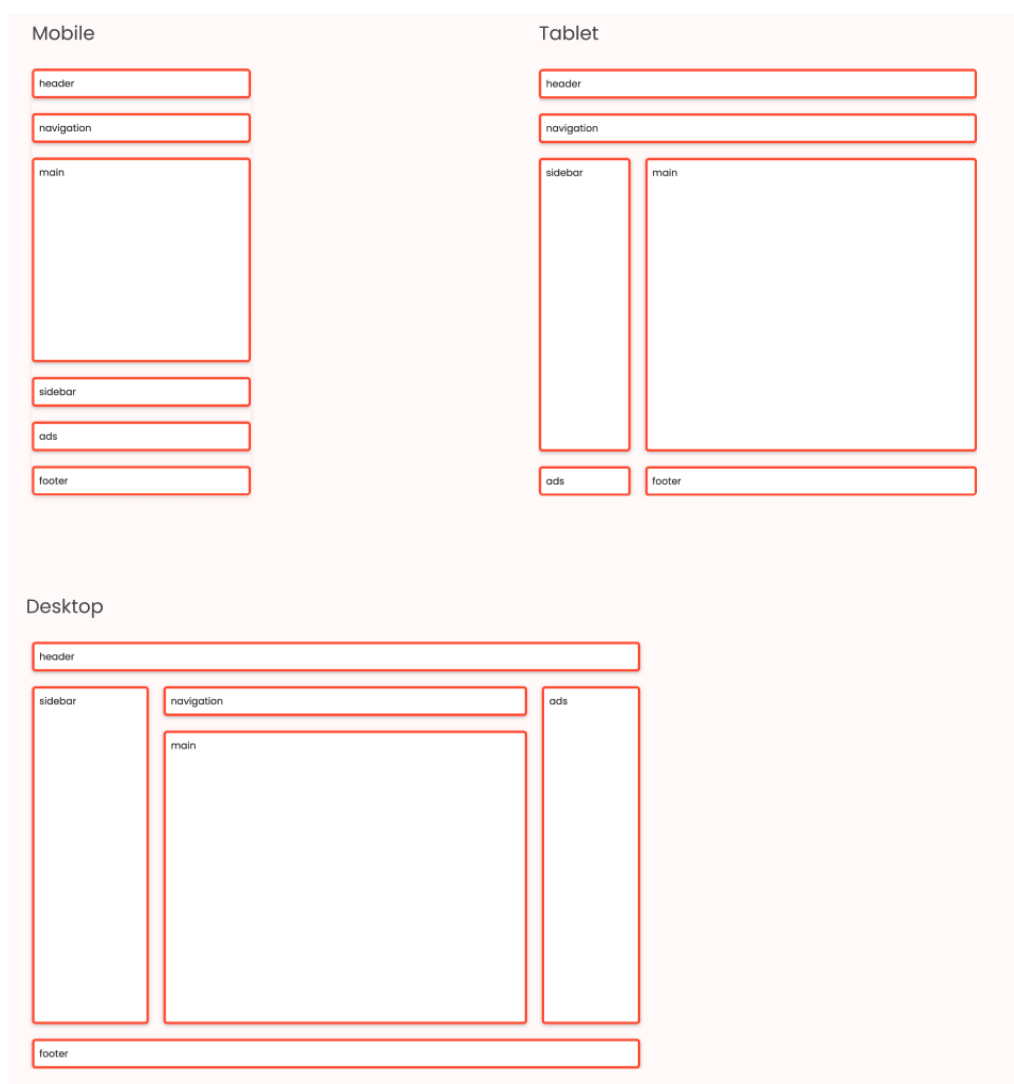 Mobile
header
navigation
main
sidebar
ads
footer
Tablet
header
navigation
sidebar
main
ads
footer
Desktop
header
sidebar
navigation
ads
main
footer